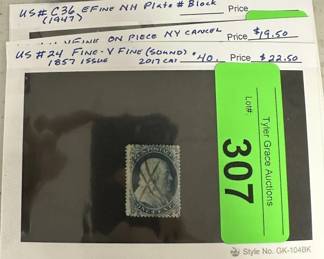 US# C36 EFINE NH Plate # Block
(1947) Price
VFINE ON PIECE NY CANCEL Price $19.50
US #24 FINE-V FINE (SOUND) $40. Price $22.50
1857 ISSUE 2017 CAT
Lot#
307
Tyler Grace Auctions
Style No. GK-104BK